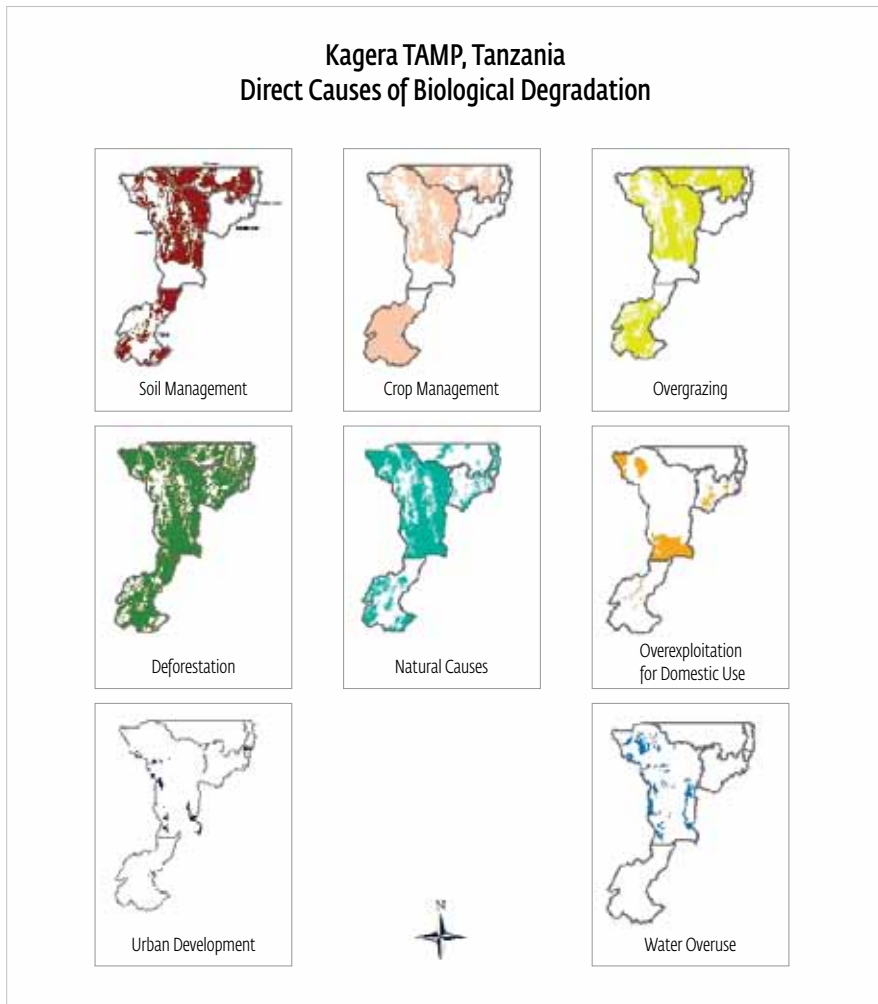 Kagera TAMP, Tanzania
Direct Causes of Biological Degradation
Soil Management
Crop Management
Overgrazing
Deforestation
Natural Causes
Overexploitation
for Domestic Use
Urban Development
N
Water Overuse